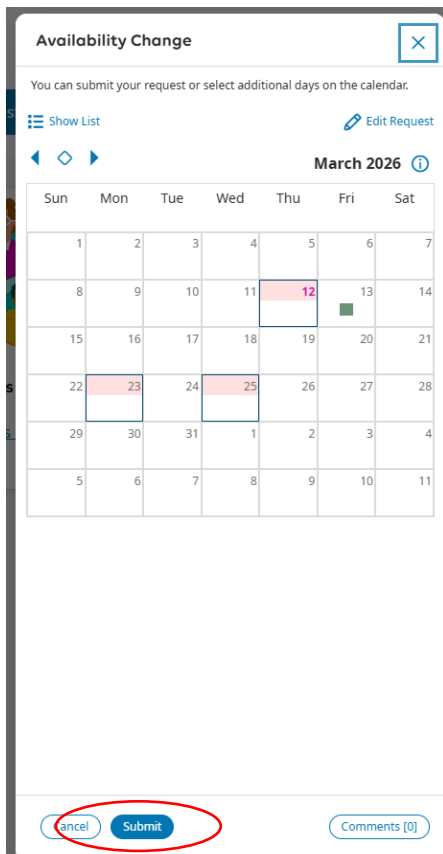 Availability Change
You can submit your request or select additional days on the calendar.
Show List Edit Request
March 2026
Sun Mon Tue Wed Thu Fri Sat
1 2 3 4 5 6 7
8 9 10 11 12 13 14
15 16 17 18 19 20 21
22 23 24 25 26 27 28
29 30 31 1 2 3 4
5 6 7 8 9 10 11
Cancel Submit Comments [0]